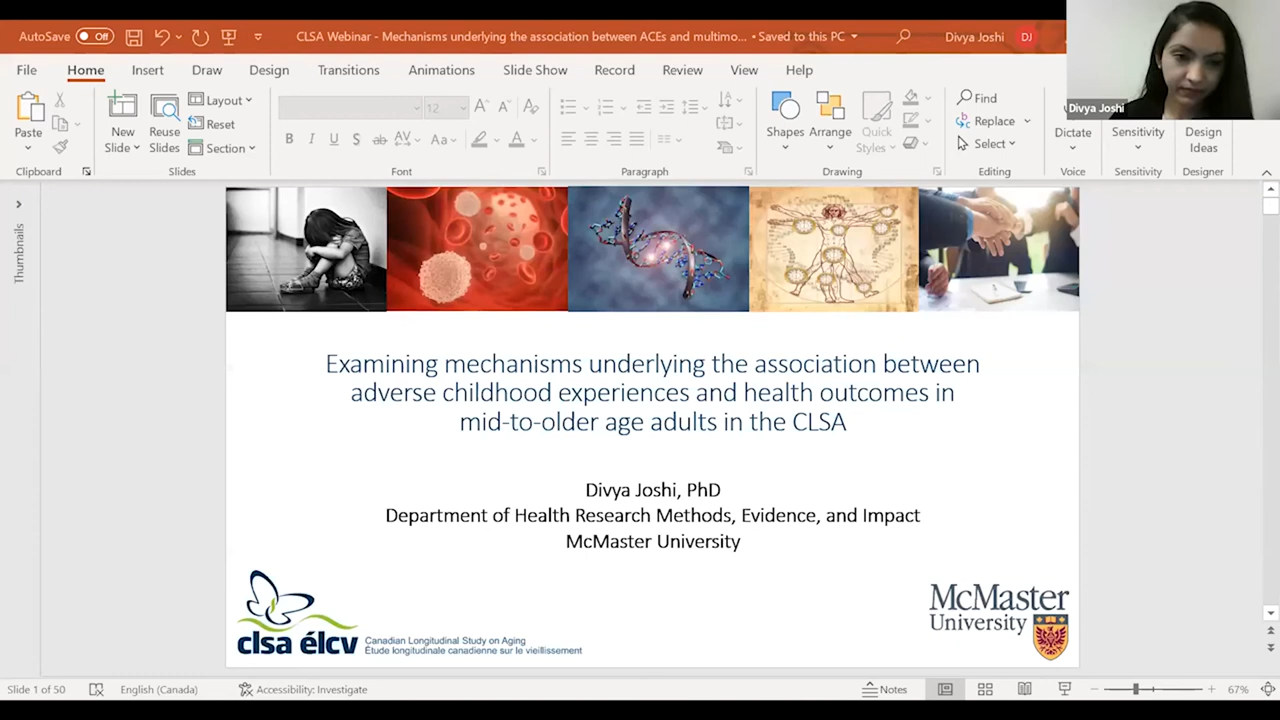 AutoSave Off
CLSA Webinar - Mechanisms underlying the association between ACEs and multimo... • Saved to this PC
Divya Joshi DJ
File Home Insert Draw Design Transitions Animations Slide Show Record Review View Help
Divya Joshi
Paste
New
Slide
Reuse
Slides
Layout
Reset
Section
12
B I U S ab AV Aa A
Shapes
Arrange
Quick
Styles
Find
Replace
Select
Dictate
Sensitivity
Design
Ideas
Clipboard Slides Font Paragraph Drawing Editing Voice Sensitivity Designer
Thumbnails
Examining mechanisms underlying the association between
adverse childhood experiences and health outcomes in
mid-to-older age adults in the CLSA
Divya Joshi, PhD
Department of Health Research Methods, Evidence, and Impact
McMaster University
clsa élcv
Canadian Longitudinal Study on Aging
Étude longitudinale canadienne sur le vieillissement
McMaster
University
Slide 1 of 50 English (Canada) Accessibility: Investigate Notes 67%